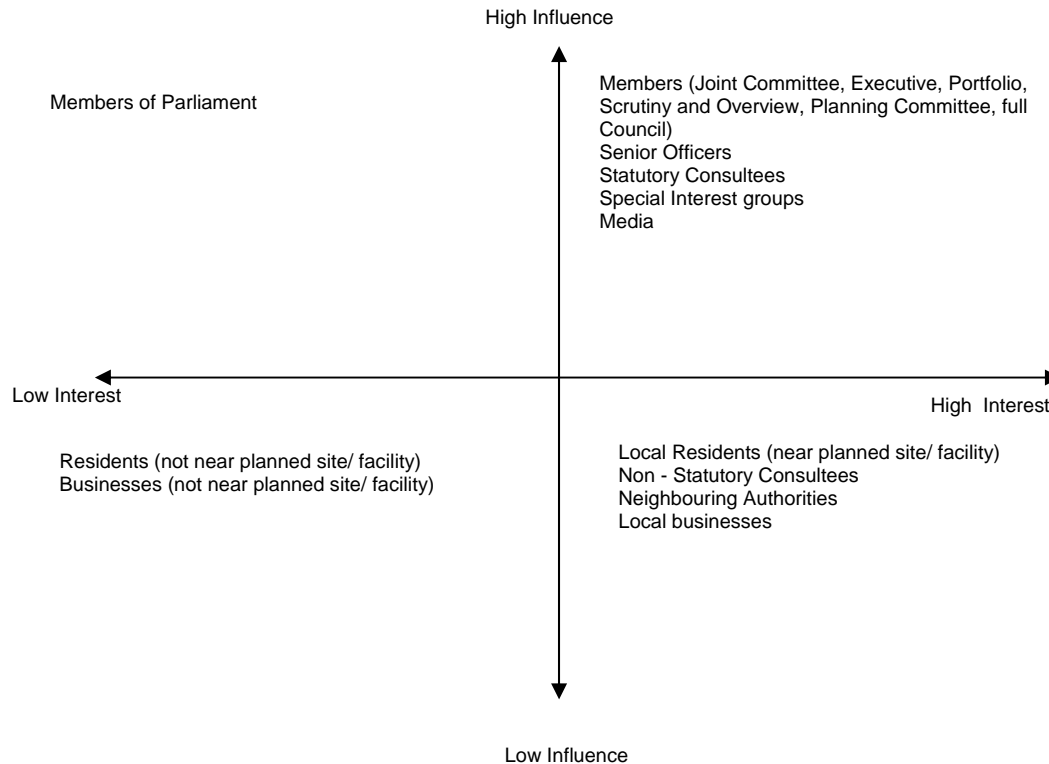 High Influence
Members of Parliament
Members (Joint Committee, Executive, Portfolio,
Scrutiny and Overview, Planning Committee, full
Council)
Senior Officers
Statutory Consultees
Special Interest groups
Media
Low Interest
High  Interest
Residents (not near planned site/ facility)
Businesses (not near planned site/ facility)
Local Residents (near planned site/ facility)
Non - Statutory Consultees
Neighbouring Authorities
Local businesses
Low Influence